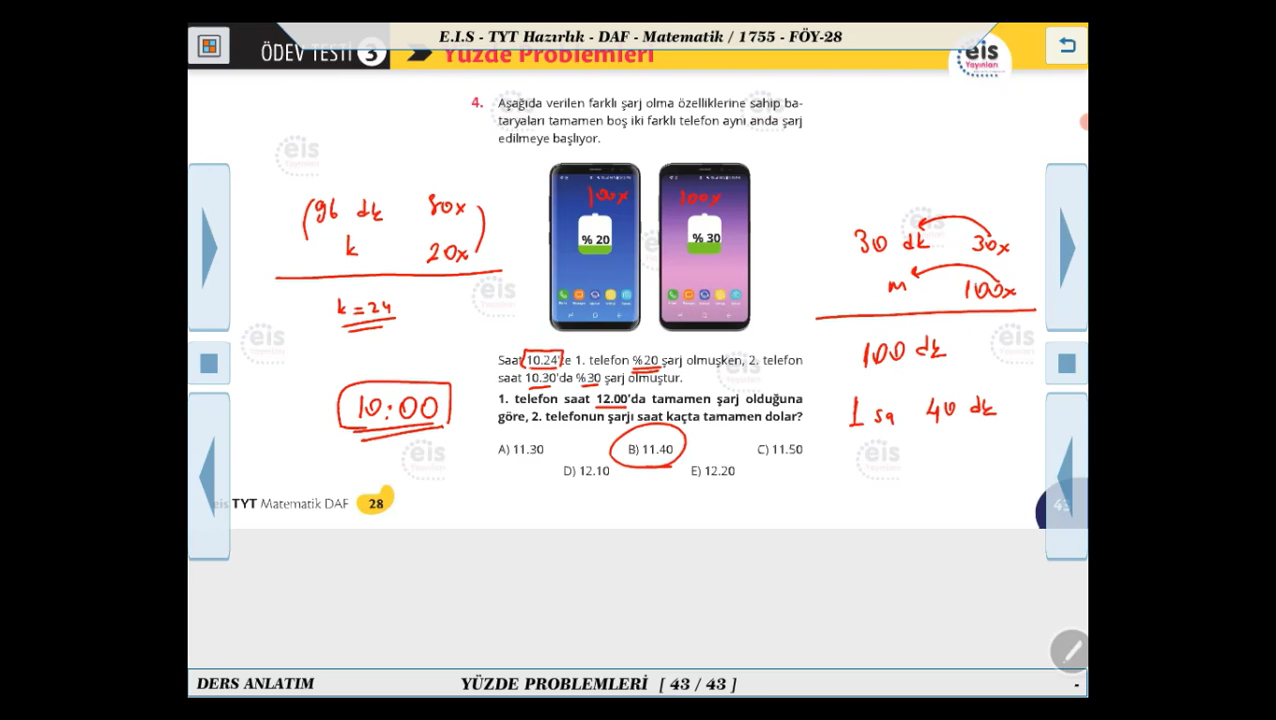 E.I.S - TYT Hazırlık - DAF - Matematik / 1755 - FÖY-28
ÖDEV TESTİ 3
Yüzde Problemleri
eis
Yayınları
4. Aşağıda verilen farklı şarj olma özelliklerine sahip ba-
taryaları tamamen boş iki farklı telefon aynı anda şarj
edilmeye başlıyor.
100x
100x
% 20
% 30
96 dk 80x
k 20x
k = 24
10:00
30 dk 30x
m 100x
100 dk
1 sa 40 dk
Saat 10.24'te 1. telefon %20 şarj olmuşken, 2. telefon
saat 10.30'da %30 şarj olmuştur.
1. telefon saat 12.00'da tamamen şarj olduğuna
göre, 2. telefonun şarjı saat kaçta tamamen dolar?
A) 11.30 B) 11.40 C) 11.50
D) 12.10 E) 12.20
eis TYT Matematik DAF 28
43
DERS ANLATIM
YÜZDE PROBLEMLERİ [ 43 / 43 ]
-